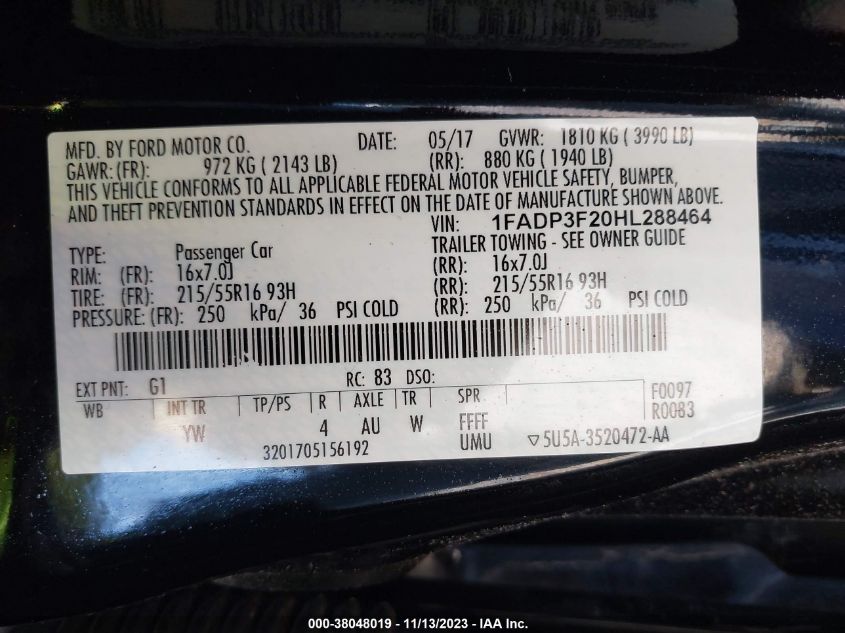 MFD. BY FORD MOTOR CO. DATE: 05/17 GVWR: 1810 KG ( 3990 LB)
GAWR: (FR): 972 KG ( 2143 LB) (RR): 880 KG ( 1940 LB)
THIS VEHICLE CONFORMS TO ALL APPLICABLE FEDERAL MOTOR VEHICLE SAFETY, BUMPER,
AND THEFT PREVENTION STANDARDS IN EFFECT ON THE DATE OF MANUFACTURE SHOWN ABOVE.
VIN: 1FADP3F20HL288464
TYPE: Passenger Car TRAILER TOWING - SEE OWNER GUIDE
RIM: (FR): 16x7.0J (RR): 16x7.0J
TIRE: (FR): 215/55R16 93H (RR): 215/55R16 93H
PRESSURE: (FR): 250 kPa/ 36 PSI COLD (RR): 250 kPa/ 36 PSI COLD
EXT PNT: G1 RC: 83 DSO: F0097
WB INT TR TP/PS R AXLE TR SPR R0083
YW 4 AU W FFFF
3201705156192 UMU ▽5U5A-3520472-AA
000-38048019 - 11/13/2023 - IAA Inc.